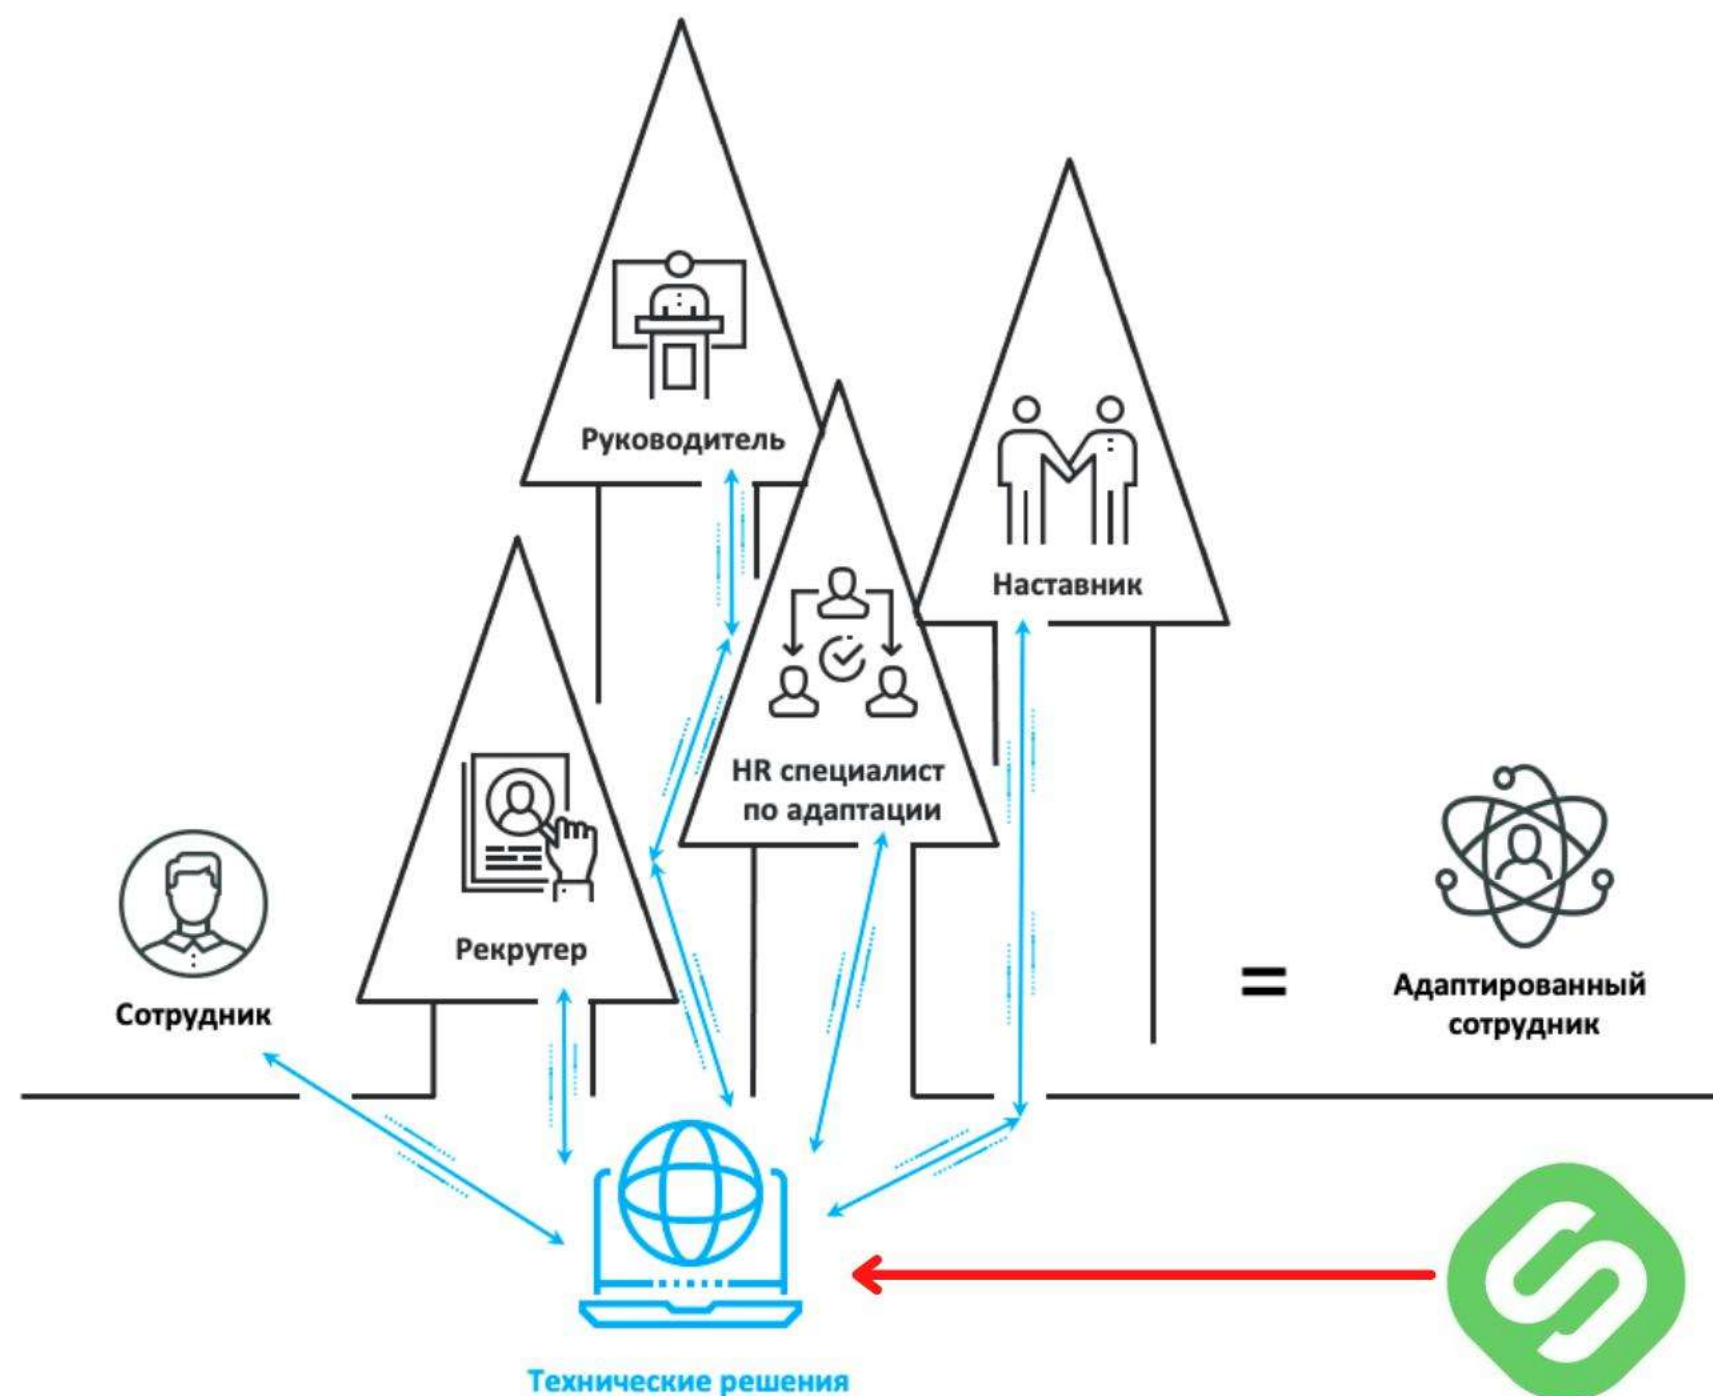 Руководитель
Наставник
HR специалист
по адаптации
Рекрутер
Сотрудник
=
Адаптированный
сотрудник
Технические решения